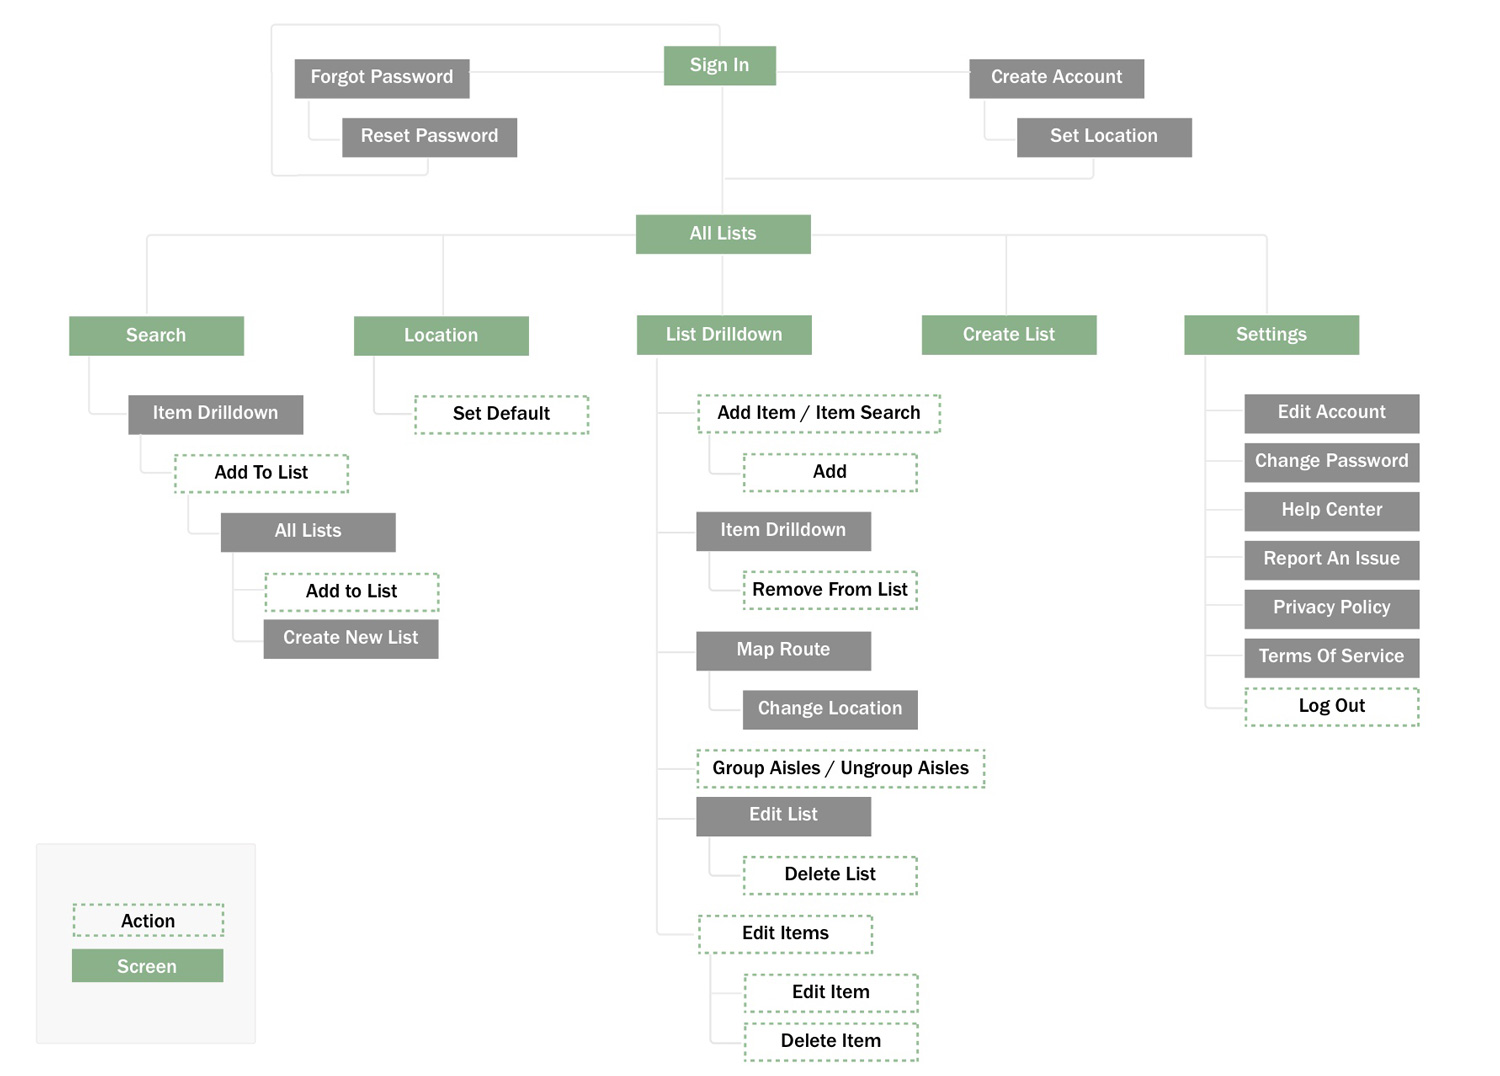 Sign In
Forgot Password
Create Account
Reset Password
Set Location
All Lists
Search
Location
List Drilldown
Create List
Settings
Item Drilldown
Add To List
All Lists
Add to List
Create New List
Set Default
Add Item / Item Search
Add
Item Drilldown
Remove From List
Map Route
Change Location
Group Aisles / Ungroup Aisles
Edit List
Delete List
Edit Items
Edit Item
Delete Item
Edit Account
Change Password
Help Center
Report An Issue
Privacy Policy
Terms Of Service
Log Out
Action
Screen